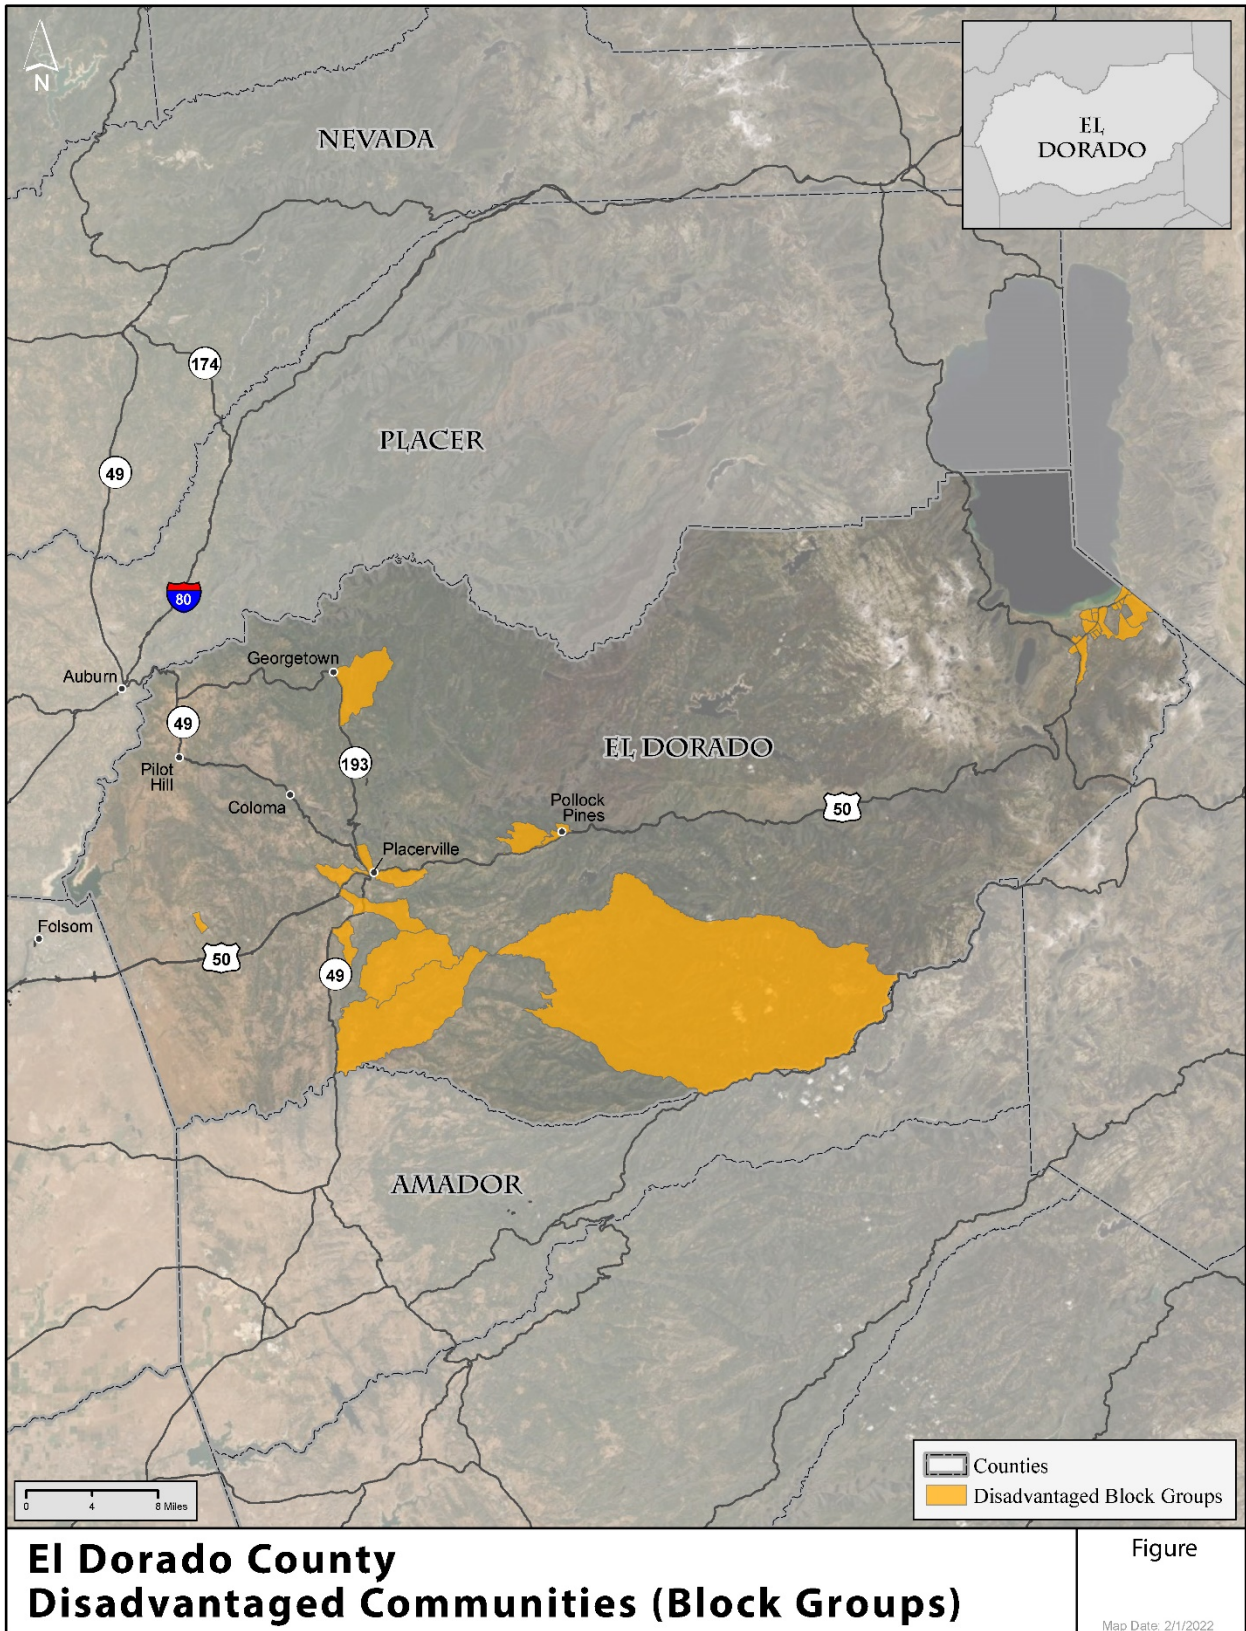 N
NEVADA
EL
DORADO
174
PLACER
49
80
Georgetown
Auburn
49
EL DORADO
Pilot
Hill
193
Coloma
Pollock
Pines
50
Placerville
Folsom
50
49
AMADOR
Counties
Disadvantaged Block Groups
0 4 8 Miles
El Dorado County
Disadvantaged Communities (Block Groups)
Figure
Map Date: 2/1/2022